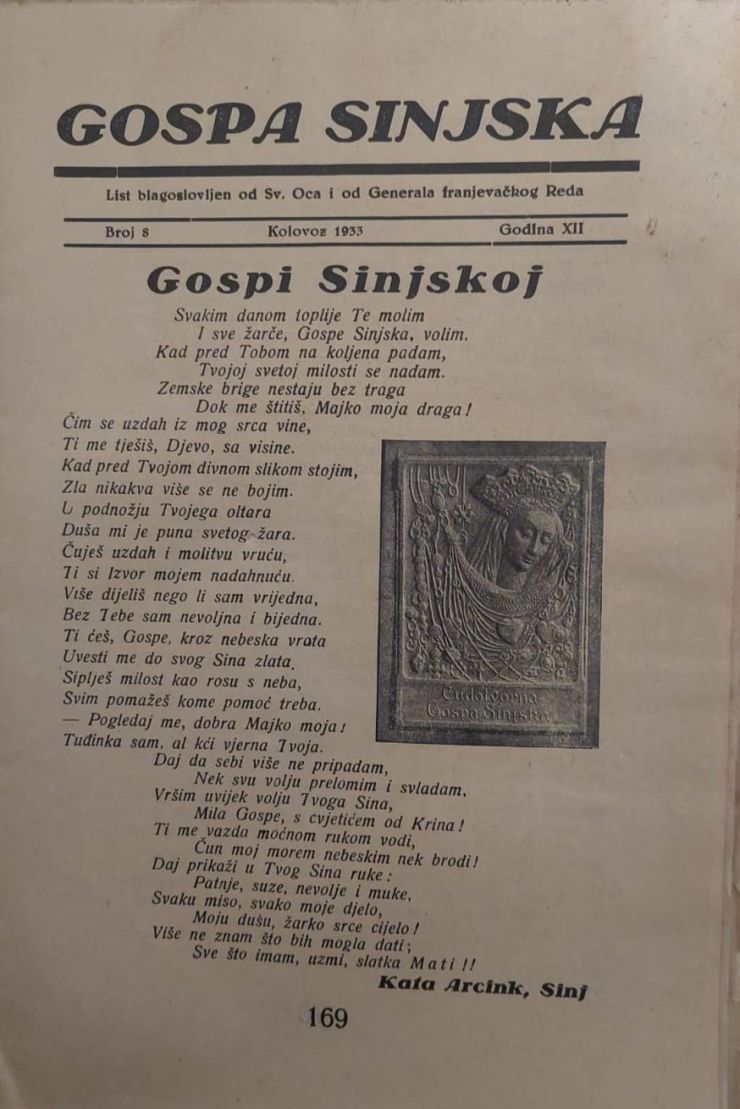 GOSPA SINJSKA
List blagoslovljen od Sv. Oca i od Generala franjevačkog Reda
Broj 8 Kolovoz 1933 Godina XII
Gospi Sinjskoj
Svakim danom toplije Te molim
I sve žarče, Gospe Sinjska, volim.
Kad pred Tobom na koljena padam,
Tvojoj svetoj milosti se nadam.
Zemske brige nestaju bez traga
Dok me štitiš, Majko moja draga!
Čim se uzdah iz mog srca vine,
Ti me tješiš, Djevo, sa visine.
Kad pred Tvojom divnom slikom stojim,
Zla nikakva više se ne bojim.
U podnožju Tvojega oltara
Duša mi je puna svetog žara.
Čuješ uzdah i molitvu vruću,
Ti si Izvor mojem nadahnuću.
Više dijeliš nego li sam vrijedna,
Bez Tebe sam nevoljna i bijedna.
Ti ćeš, Gospe, kroz nebeska vrata
Uvesti me do svog Sina zlata.
Siplješ milost kao rosu s neba,
Svim pomažeš kome pomoć treba.
— Pogledaj me, dobra Majko moja!
Tuđinka sam, al kći vjerna Tvoja.
Čudotvorna
Gospa Sinjska
Daj da sebi više ne pripadam,
Nek svu volju prelomim i svladam,
Vršim uvijek volju Tvoga Sina,
Mila Gospe, s cvjetićem od Krina!
Ti me vazda moćnom rukom vodi,
Čun moj morem nebeskim nek brodi!
Daj prikaži u Tvog Sina ruke:
Patnje, suze, nevolje i muke,
Svaku miso, svako moje djelo,
Moju dušu, žarko srce cijelo!
Više ne znam što bih mogla dati;
Sve što imam, uzmi, slatka Mati!!
Kata Arcink, Sinj
169